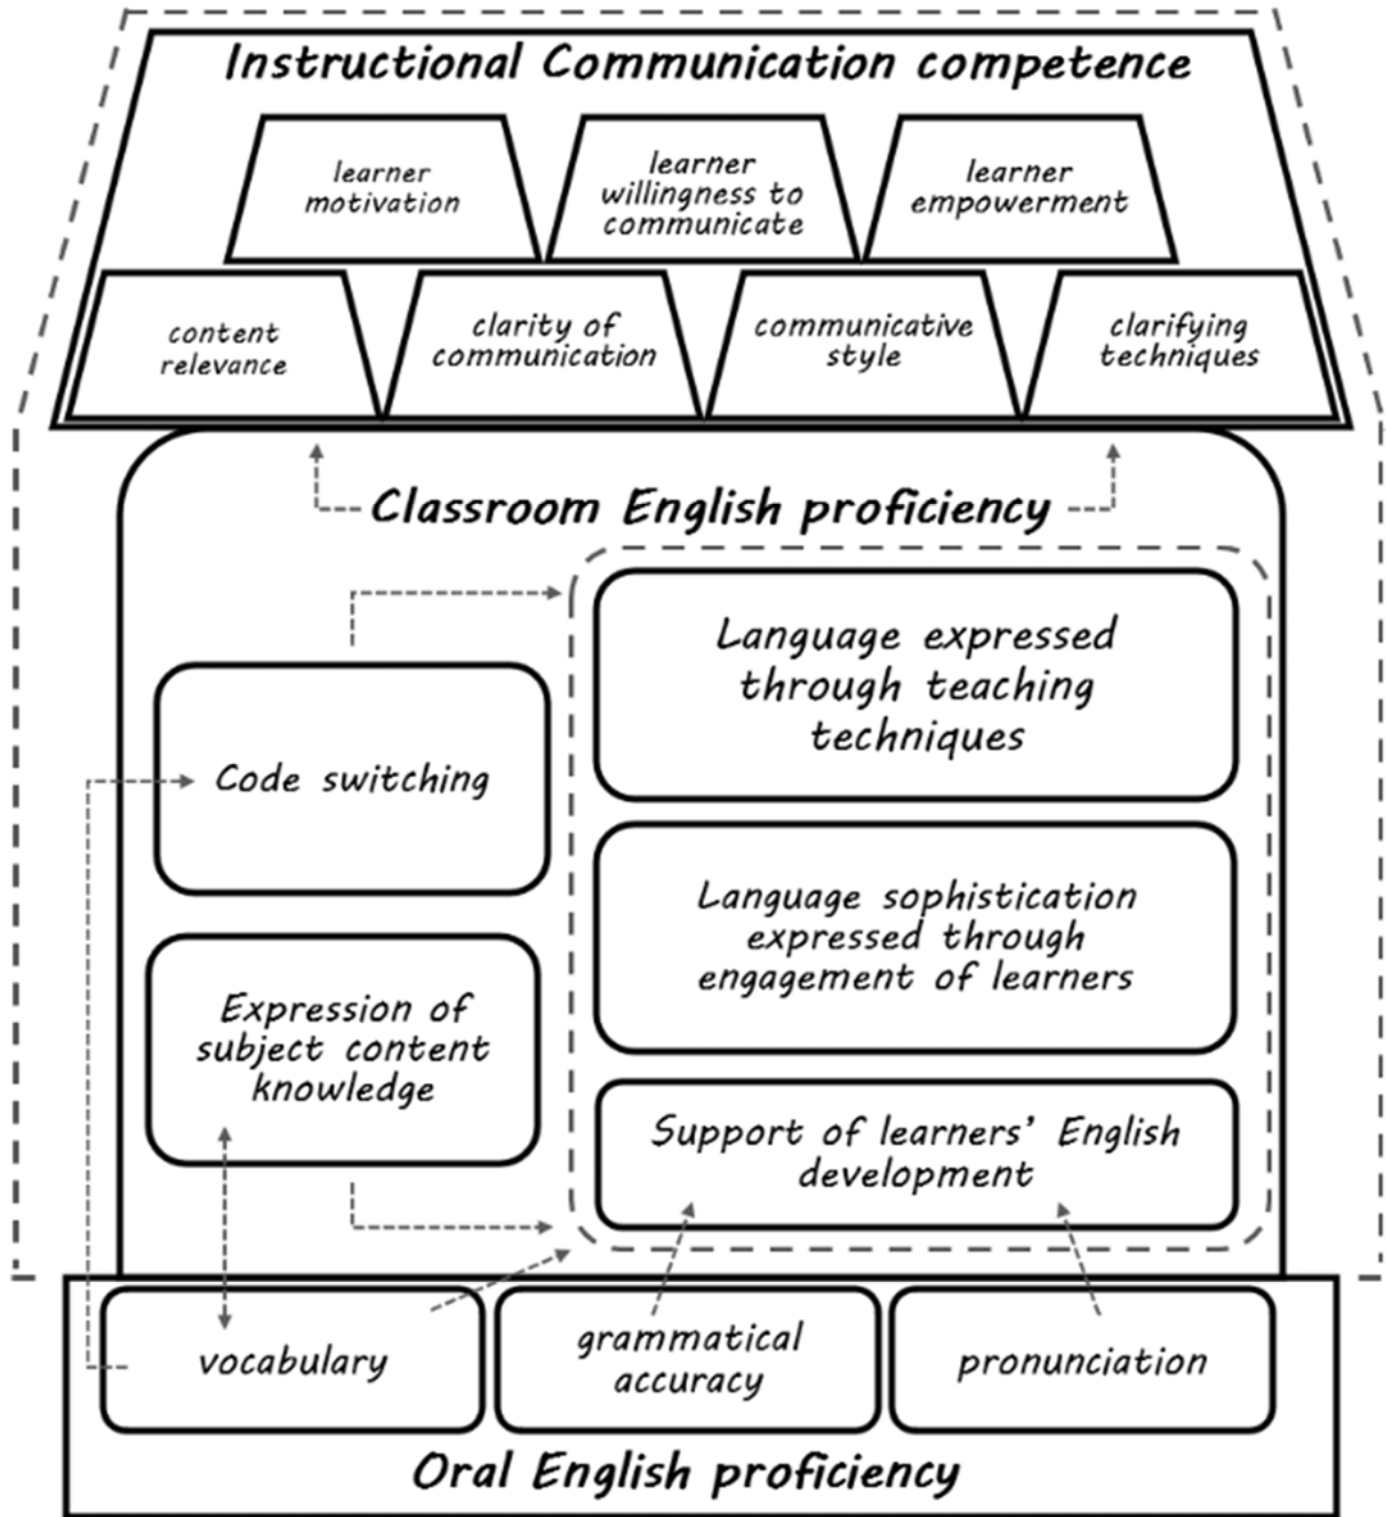 Instructional Communication competence
learner
motivation
learner
willingness to
communicate
learner
empowerment
content
relevance
clarity of
communication
communicative
style
clarifying
techniques
Classroom English proficiency
Code switching
Expression of
subject content
knowledge
Language expressed
through teaching
techniques
Language sophistication
expressed through
engagement of learners
Support of learners’ English
development
vocabulary
grammatical
accuracy
pronunciation
Oral English proficiency